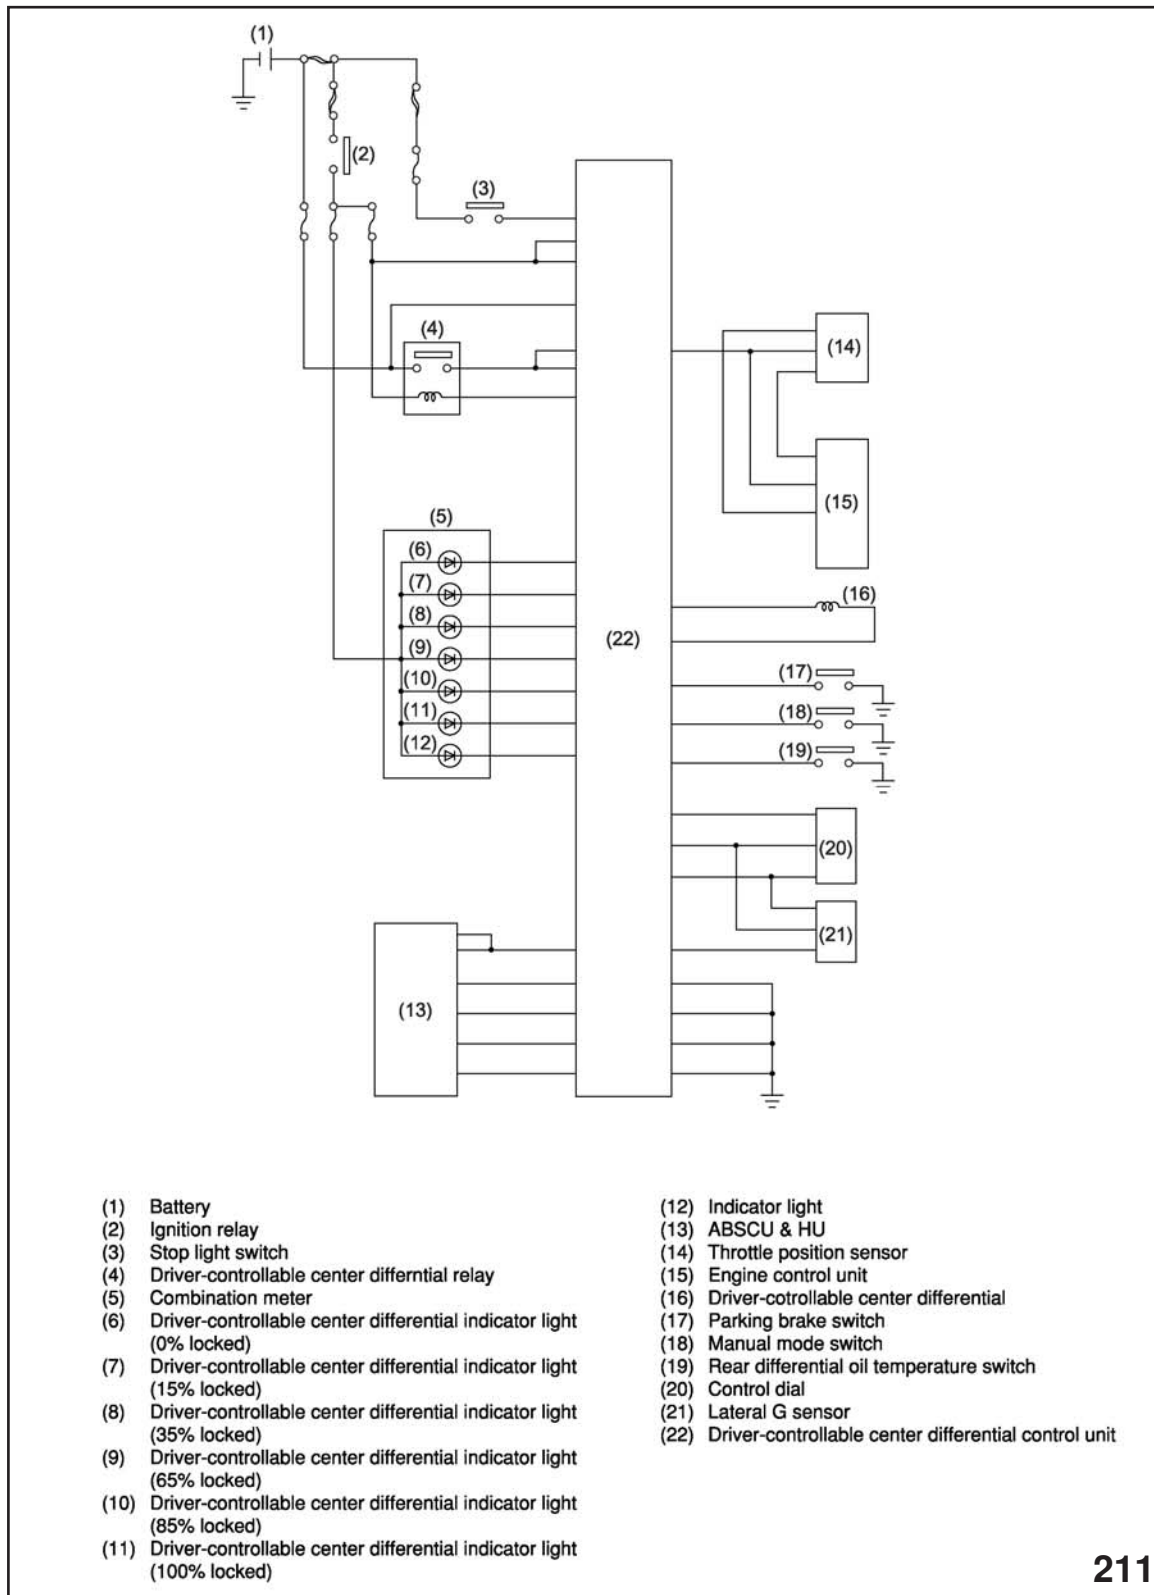 (1)
(2)
(3)
(4)
(14)
(15)
(5)
(6)
(7)
(8)
(9)
(10)
(11)
(12)
(22)
(16)
(17)
(18)
(19)
(20)
(21)
(13)
(1) Battery
(2) Ignition relay
(3) Stop light switch
(4) Driver-controllable center differntial relay
(5) Combination meter
(6) Driver-controllable center differential indicator light
(0% locked)
(7) Driver-controllable center differential indicator light
(15% locked)
(8) Driver-controllable center differential indicator light
(35% locked)
(9) Driver-controllable center differential indicator light
(65% locked)
(10) Driver-controllable center differential indicator light
(85% locked)
(11) Driver-controllable center differential indicator light
(100% locked)
(12) Indicator light
(13) ABSCU & HU
(14) Throttle position sensor
(15) Engine control unit
(16) Driver-cotrollable center differential
(17) Parking brake switch
(18) Manual mode switch
(19) Rear differential oil temperature switch
(20) Control dial
(21) Lateral G sensor
(22) Driver-controllable center differential control unit
211